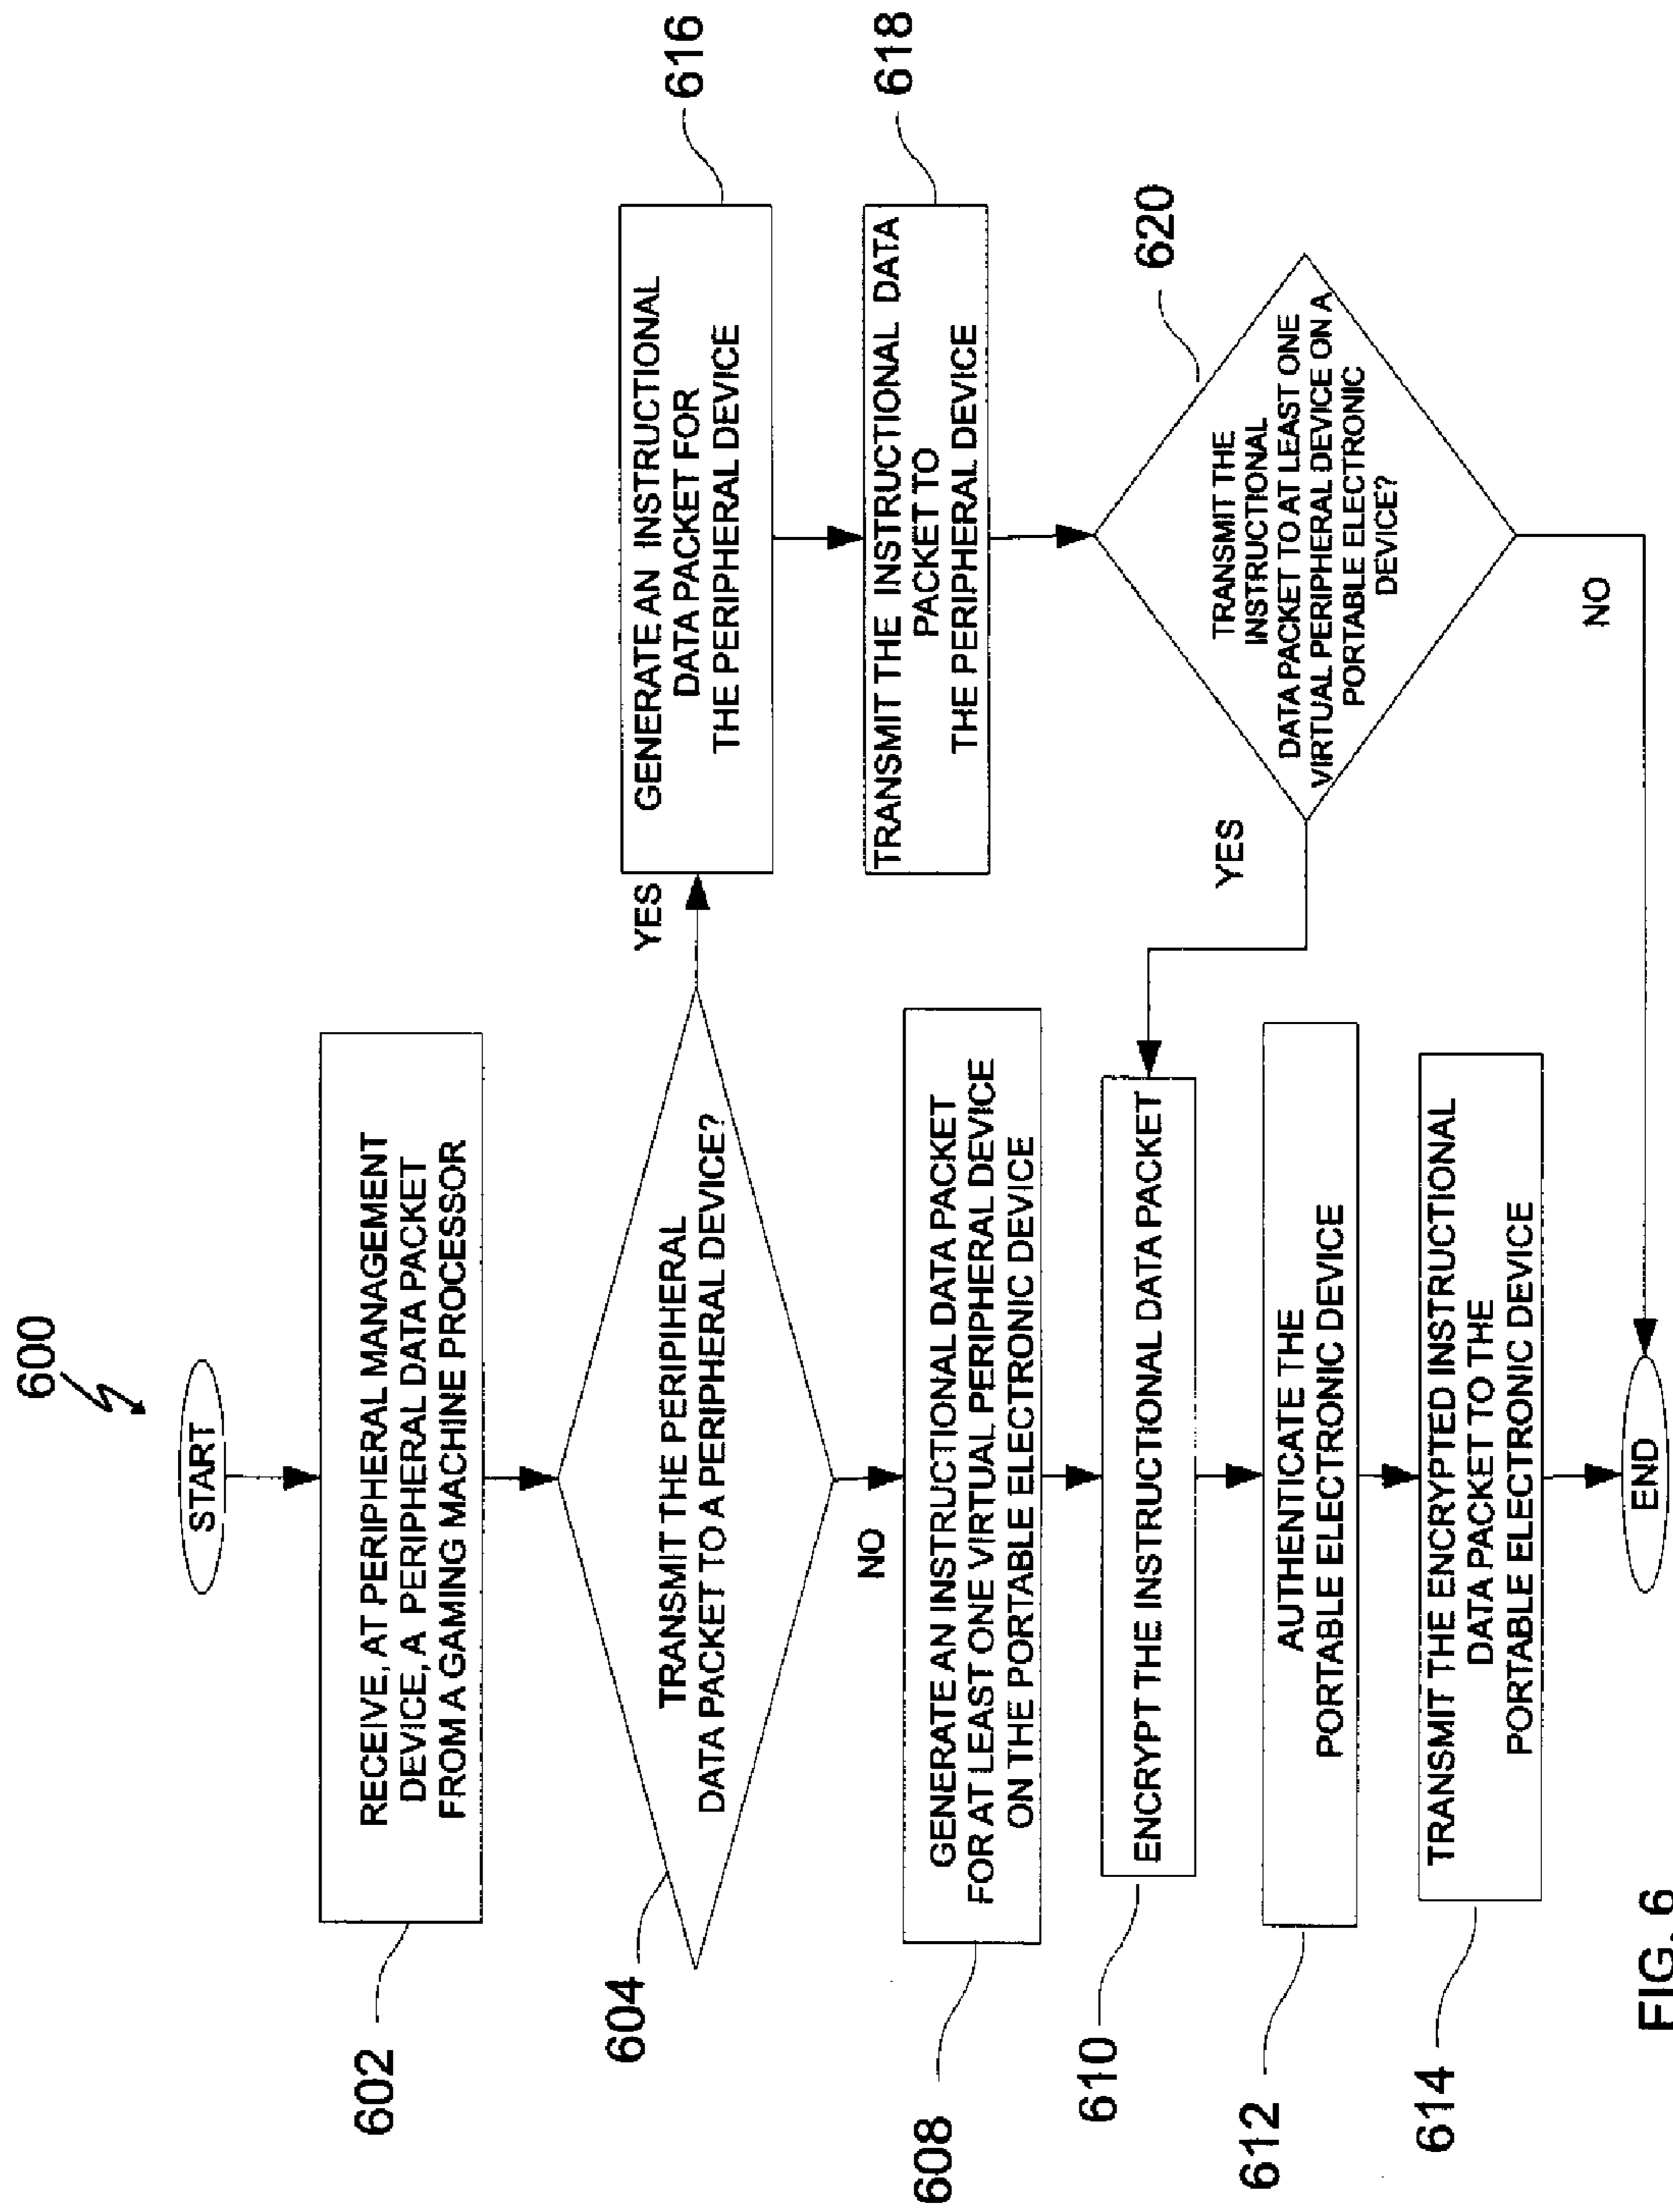 600
START
RECEIVE, AT PERIPHERAL MANAGEMENT
DEVICE, A PERIPHERAL DATA PACKET
FROM A GAMING MACHINE PROCESSOR
602
TRANSMIT THE PERIPIHERAL
DATA PACKET TO A PERIPHERAL DEVICE?
604
YES
NO
GENERATE AN INSTRUCTIONAL
DATA PACKET FOR
THE PERIPHERAL DEVICE
616
TRANSMIT THE INSTRUCTIONAL DATA
PACKET TO
THE PERIPHERAL DEVICE
618
TRANSMIT THE
INSTRUCTIONAL
DATA PACKET TO AT LEAST ONE
VIRTUAL PERIPHERAL DEVICE ON A
PORTABLE ELECTRONIC
DEVICE?
620
YES
NO
GENERATE AN INSTRUCTIONAL DATA PACKET
FOR AT LEAST ONE VIRTUAL PERIPHERAL DEVICE
ON THE PORTABLE ELECTRONIC DEVICE
608
ENCRYPT THE INSTRUCTIONAL DATA PACKET
610
AUTHENTICATE THE
PORTABLE ELECTRONIC DEVICE
612
TRANSMIT THE ENCRYPTED INSTRUCTIONAL
DATA PACKET TO THE
PORTABLE ELECTRONIC DEVICE
614
END
FIG. 6